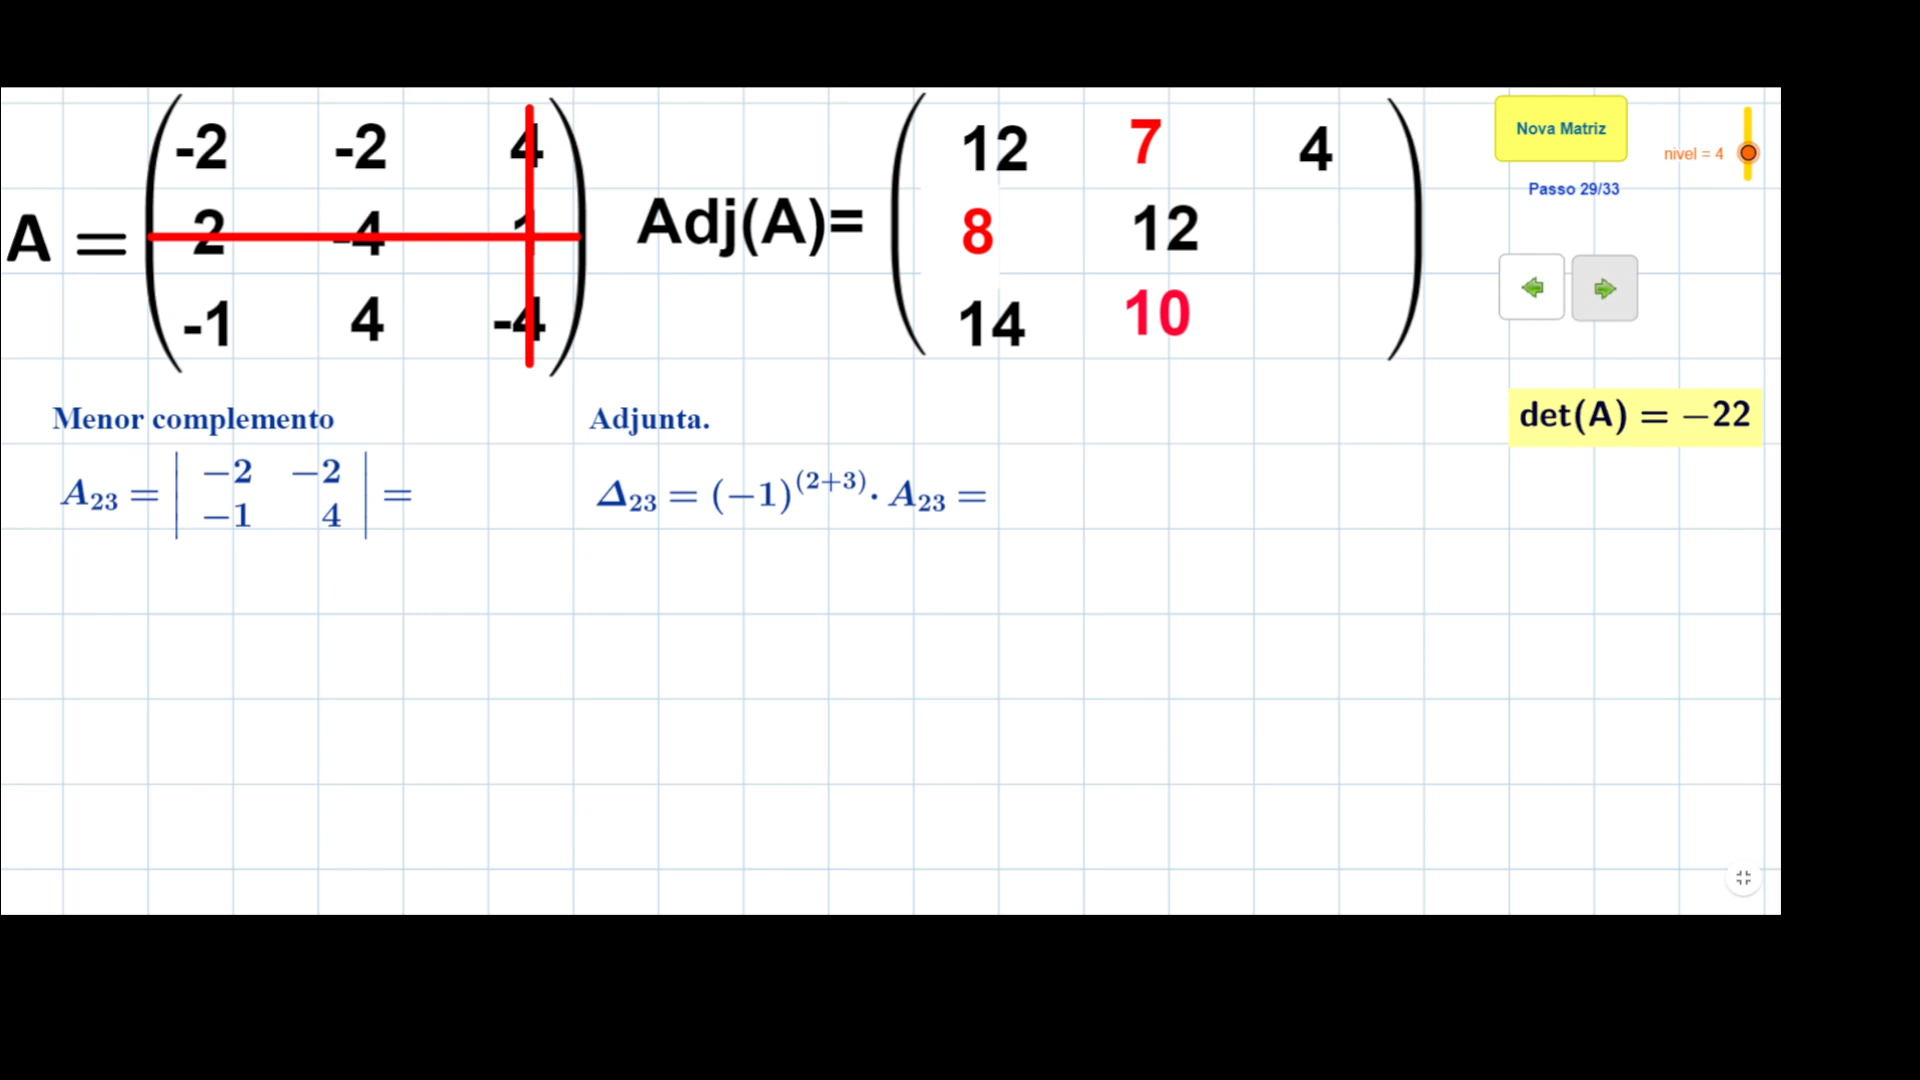 -2 -2 4 12 7 4
A = 2 -4 1 Adj(A)= 8 12
-1 4 -4 14 10
Nova Matriz
nivel = 4
Passo 29/33
Menor complemento Adjunta.
det(A) = −22
A23 = | −2 −2 | = Δ23 = (−1)^(2+3) · A23 =
−1 4